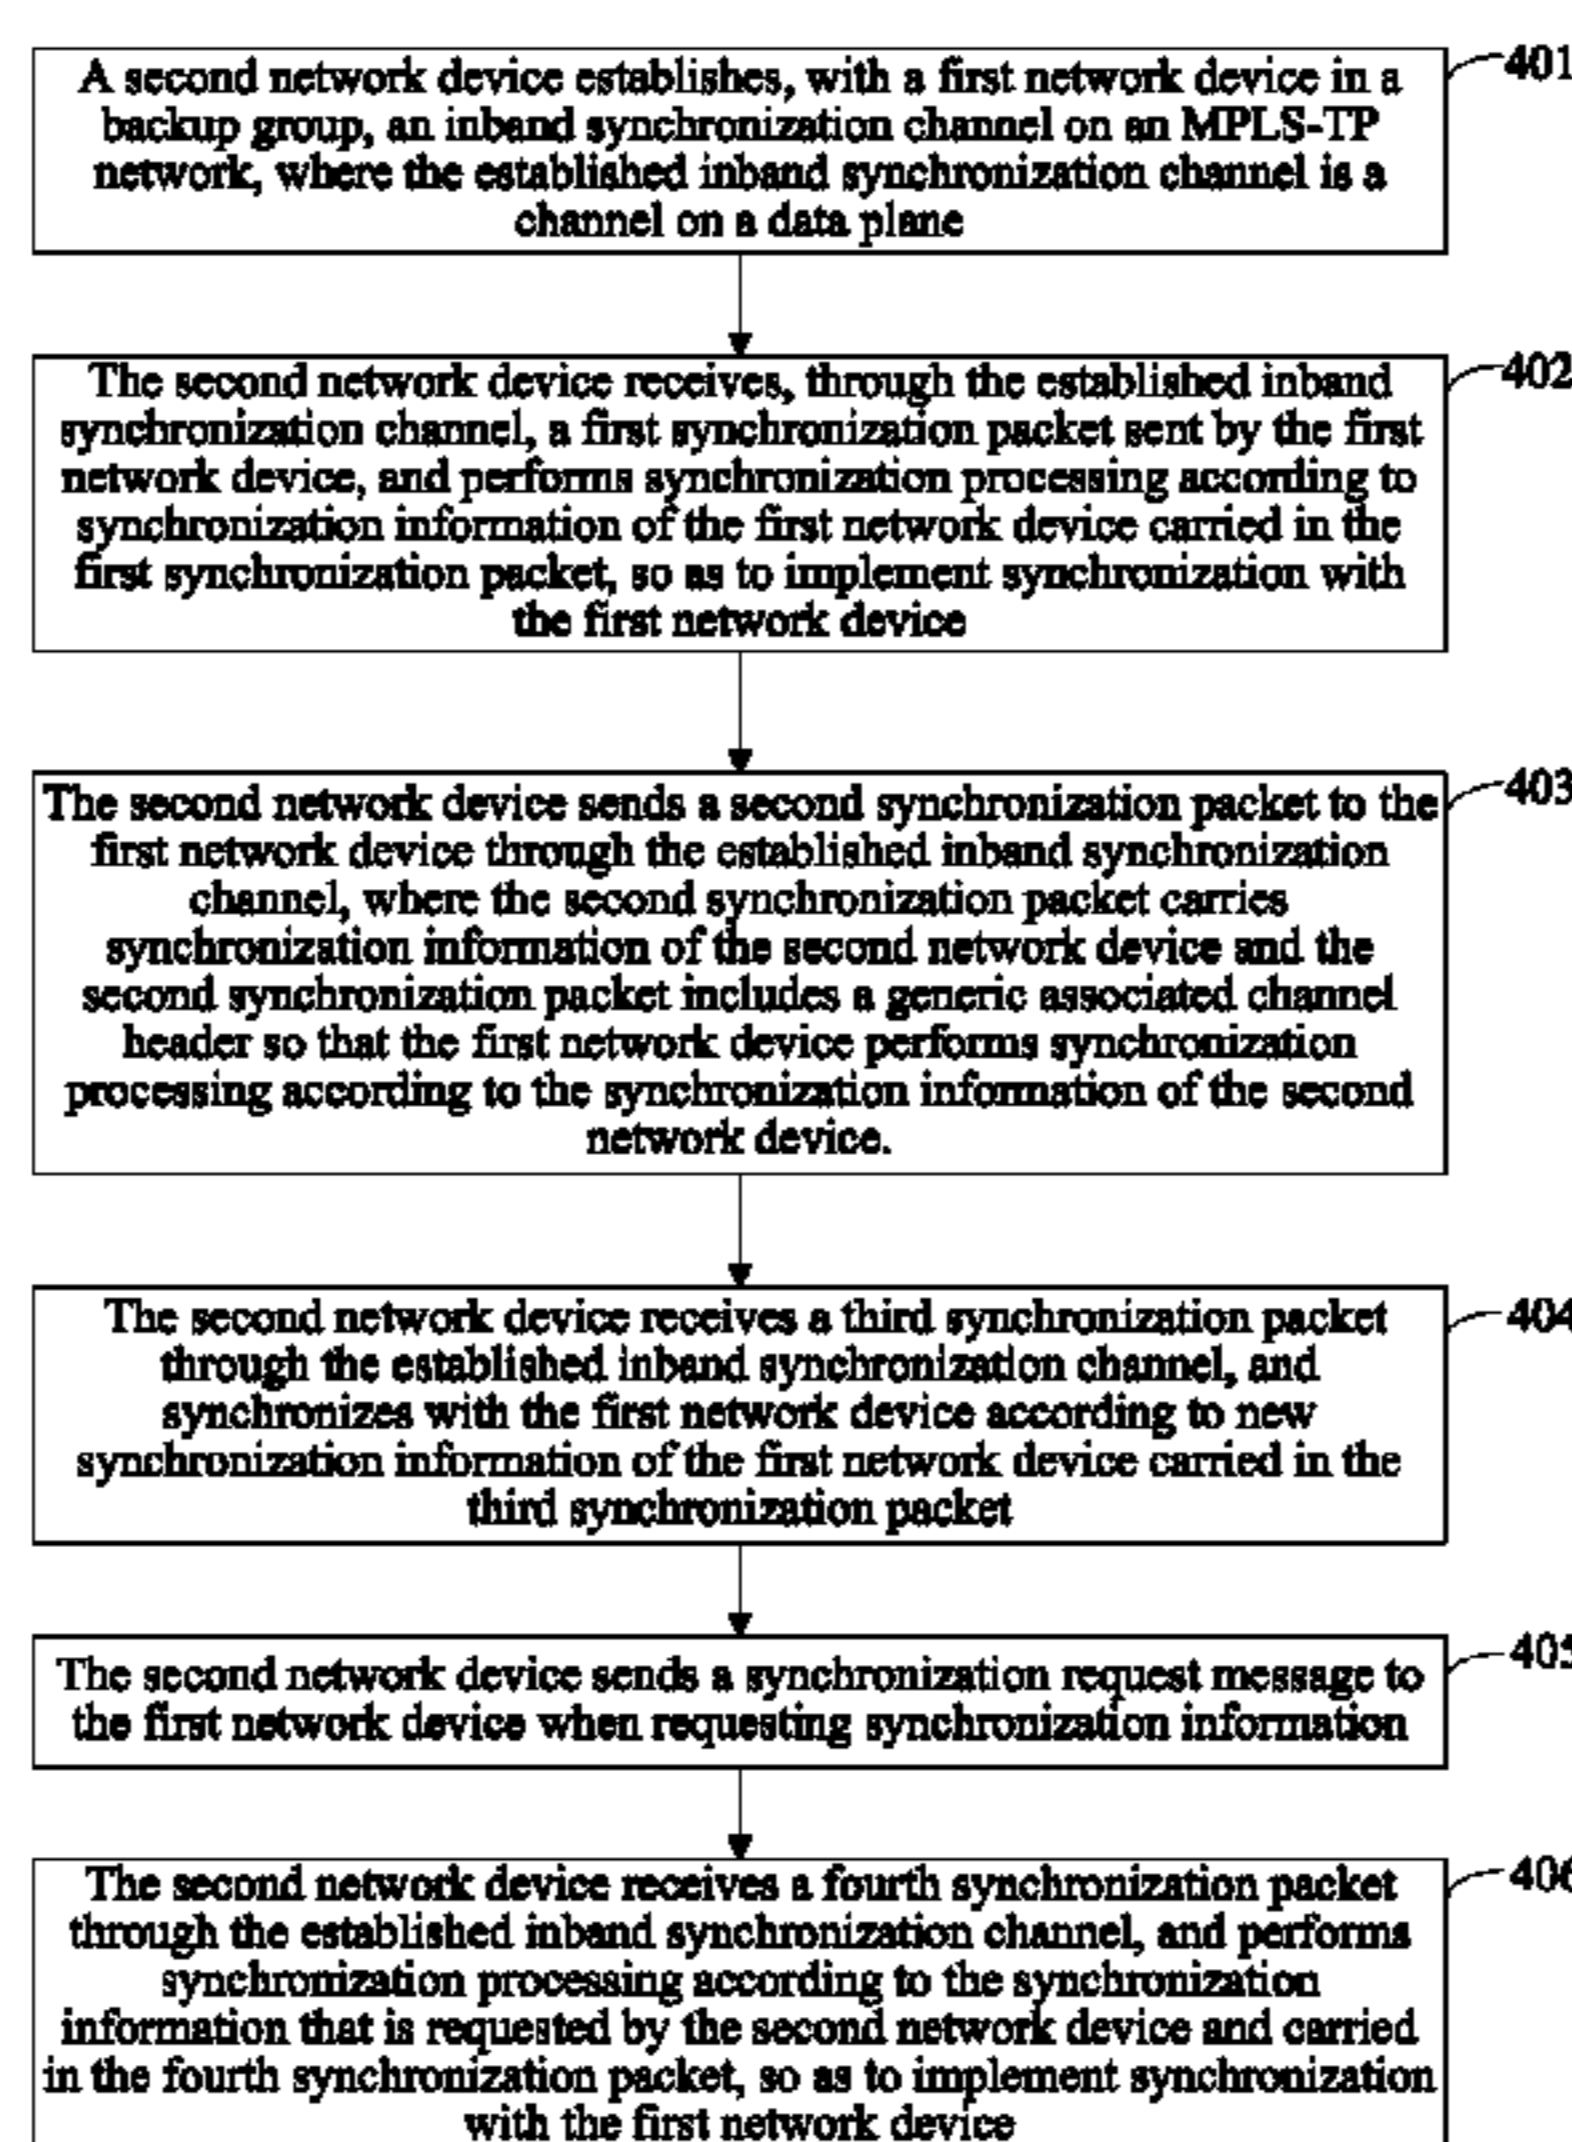 A second network device establishes, with a first network device in a
backup group, an inband synchronization channel on an MPLS-TP
network, where the established inband synchronization channel is a
channel on a data plane
401
The second network device receives, through the established inband
synchronization channel, a first synchronization packet sent by the first
network device, and performs synchronization processing according to
synchronization information of the first network device carried in the
first synchronization packet, so as to implement synchronization with
the first network device
402
The second network device sends a second synchronization packet to the
first network device through the established inband synchronization
channel, where the second synchronization packet carries
synchronization information of the second network device and the
second synchronization packet includes a generic associated channel
header so that the first network device performs synchronization
processing according to the synchronization information of the second
network device.
403
The second network device receives a third synchronization packet
through the established inband synchronization channel, and
synchronizes with the first network device according to new
synchronization information of the first network device carried in the
third synchronization packet
404
The second network device sends a synchronization request message to
the first network device when requesting synchronization information
405
The second network device receives a fourth synchronization packet
through the established inband synchronization channel, and performs
synchronization processing according to the synchronization
information that is requested by the second network device and carried
in the fourth synchronization packet, so as to implement synchronization
with the first network device
406